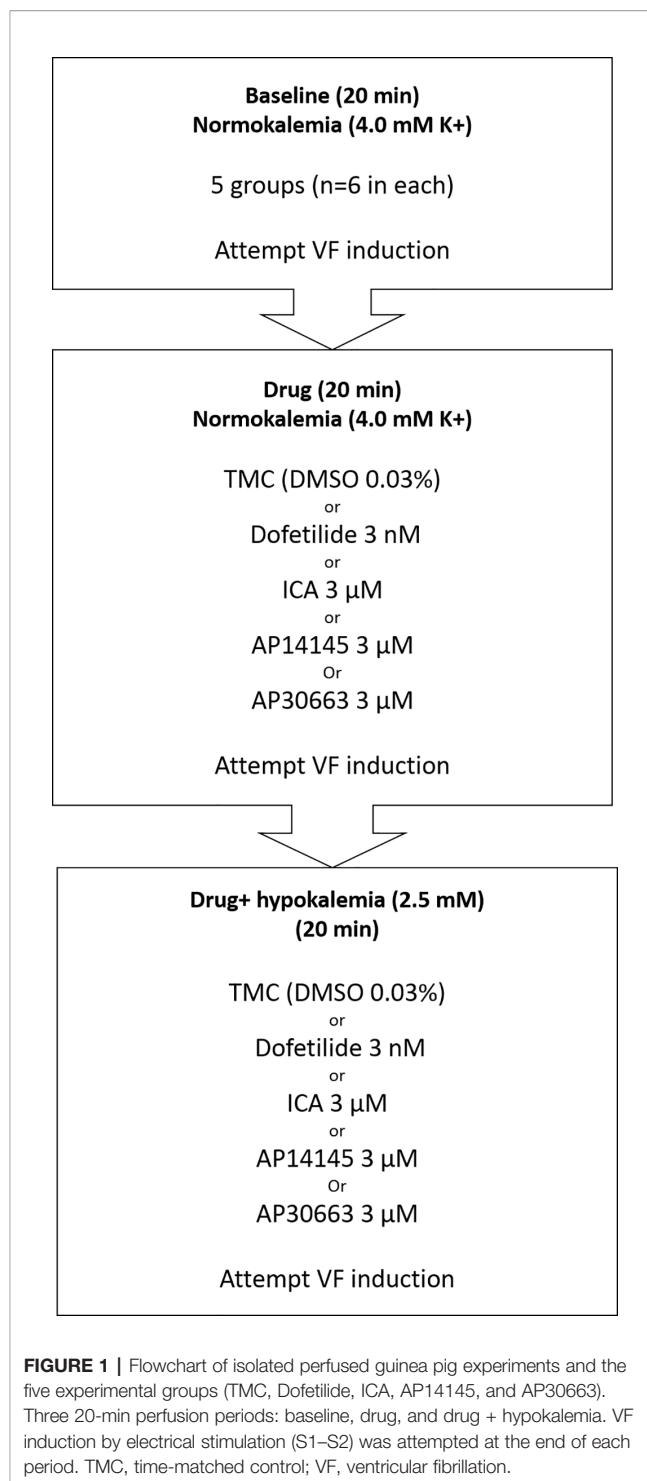 Baseline (20 min)
Normokalemia (4.0 mM K+)
5 groups (n=6 in each)
Attempt VF induction
Drug (20 min)
Normokalemia (4.0 mM K+)
TMC (DMSO 0.03%)
or
Dofetilide 3 nM
or
ICA 3 µM
or
AP14145 3 µM
Or
AP30663 3 µM
Attempt VF induction
Drug+ hypokalemia (2.5 mM)
(20 min)
TMC (DMSO 0.03%)
or
Dofetilide 3 nM
or
ICA 3 µM
or
AP14145 3 µM
Or
AP30663 3 µM
Attempt VF induction
FIGURE 1 | Flowchart of isolated perfused guinea pig experiments and the
five experimental groups (TMC, Dofetilide, ICA, AP14145, and AP30663).
Three 20-min perfusion periods: baseline, drug, and drug + hypokalemia. VF
induction by electrical stimulation (S1–S2) was attempted at the end of each
period. TMC, time-matched control; VF, ventricular fibrillation.